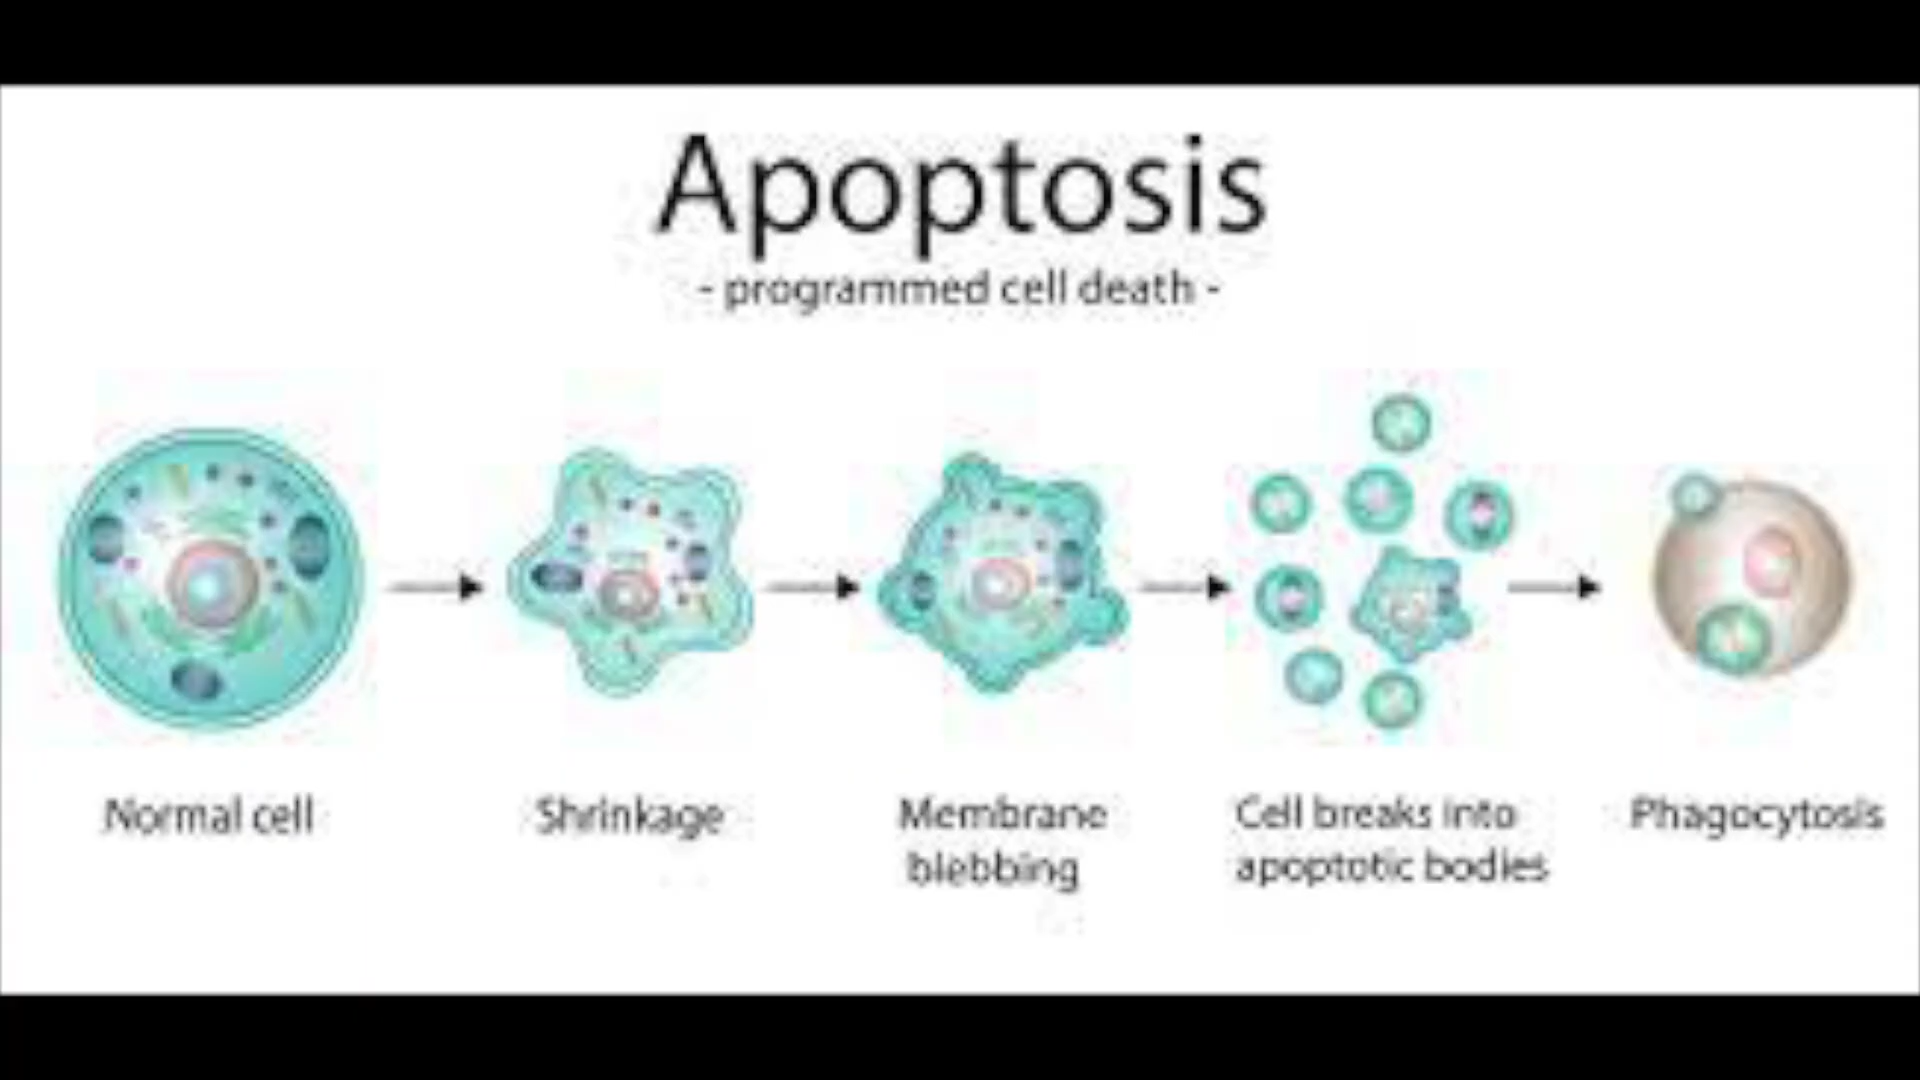 Apoptosis
- programmed cell death -
Normal cell
Shrinkage
Membrane
blebbing
Cell breaks into
apoptotic bodies
Phagocytosis